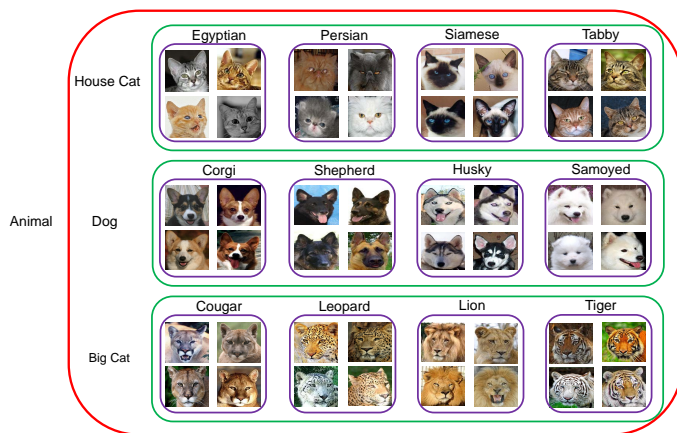 Egyptian Persian Siamese Tabby
House Cat
Corgi Shepherd Husky Samoyed
Animal Dog
Cougar Leopard Lion Tiger
Big Cat